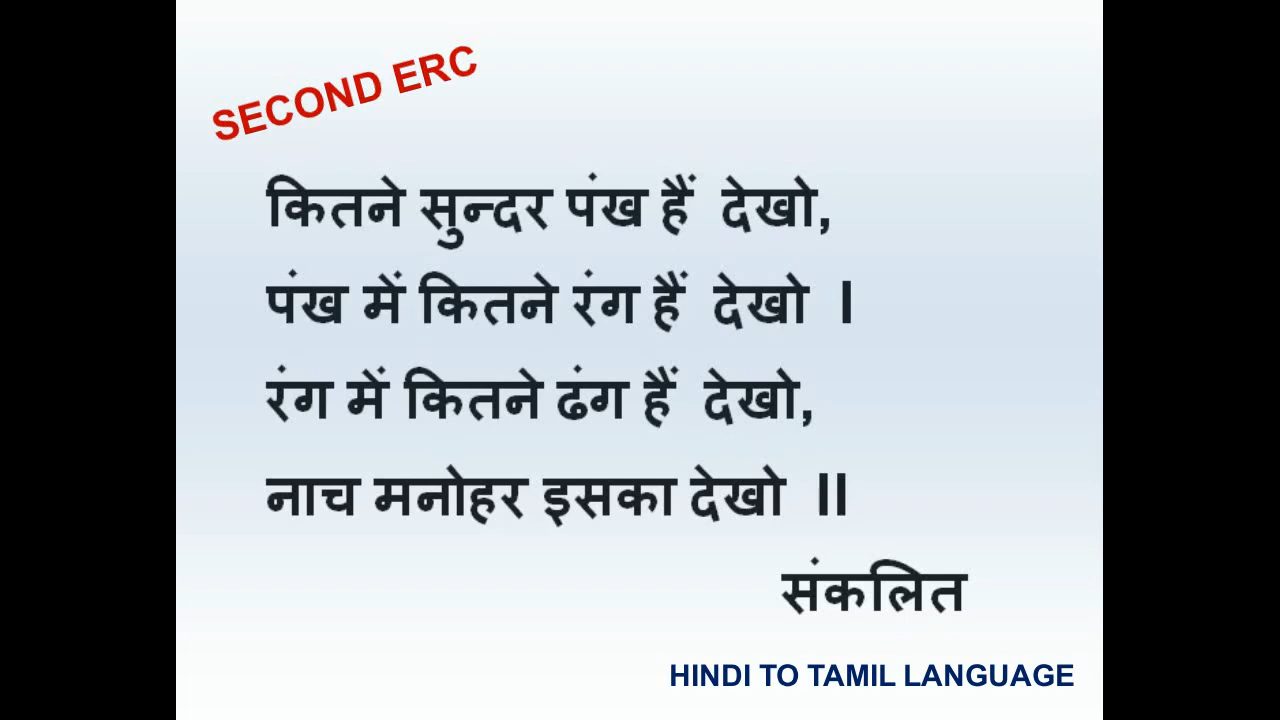 SECOND ERC
कितने सुन्दर पंख हैं देखो,
पंख में कितने रंग हैं देखो ।
रंग में कितने ढंग हैं देखो,
नाच मनोहर इसका देखो ॥
संकलित
HINDI TO TAMIL LANGUAGE